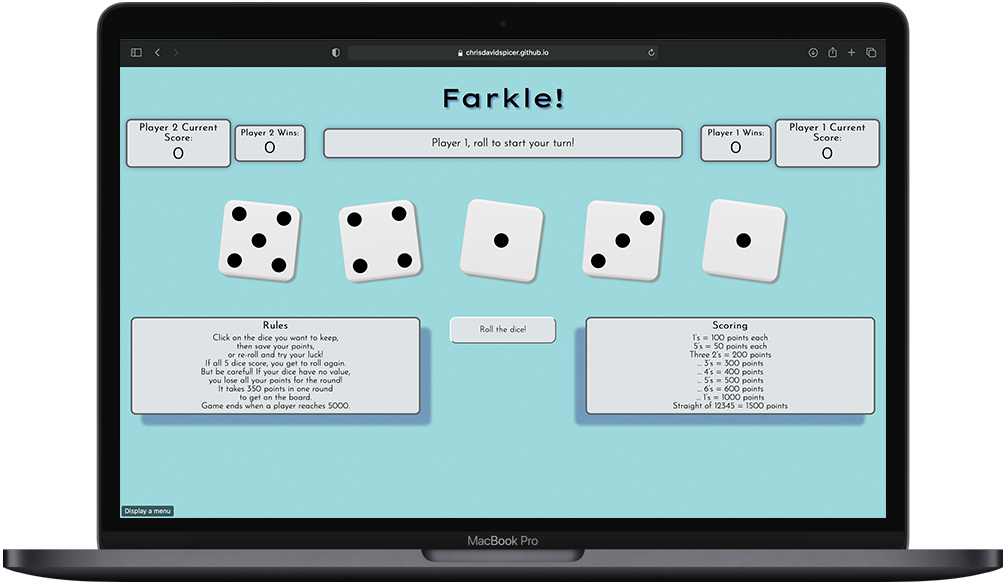 chrisdavidspicer.github.io
Farkle!
Player 2 Current
Score:
0
Player 2 Wins:
0
Player 1, roll to start your turn!
Player 1 Wins:
0
Player 1 Current
Score:
0
Rules
Click on the dice you want to keep,
then save your points,
or re-roll and try your luck!
If all 5 dice score, you get to roll again.
But be careful! If your dice have no value,
you lose all your points for the round!
It takes 350 points in one round
to get on the board.
Game ends when a player reaches 5000.
Roll the dice!
Scoring
1's = 100 points each
5's = 50 points each
Three 2's = 200 points
... 3's = 300 points
... 4's = 400 points
... 5's = 500 points
... 6's = 600 points
... 1's = 1000 points
Straight of 12345 = 1500 points
Display a menu
MacBook Pro